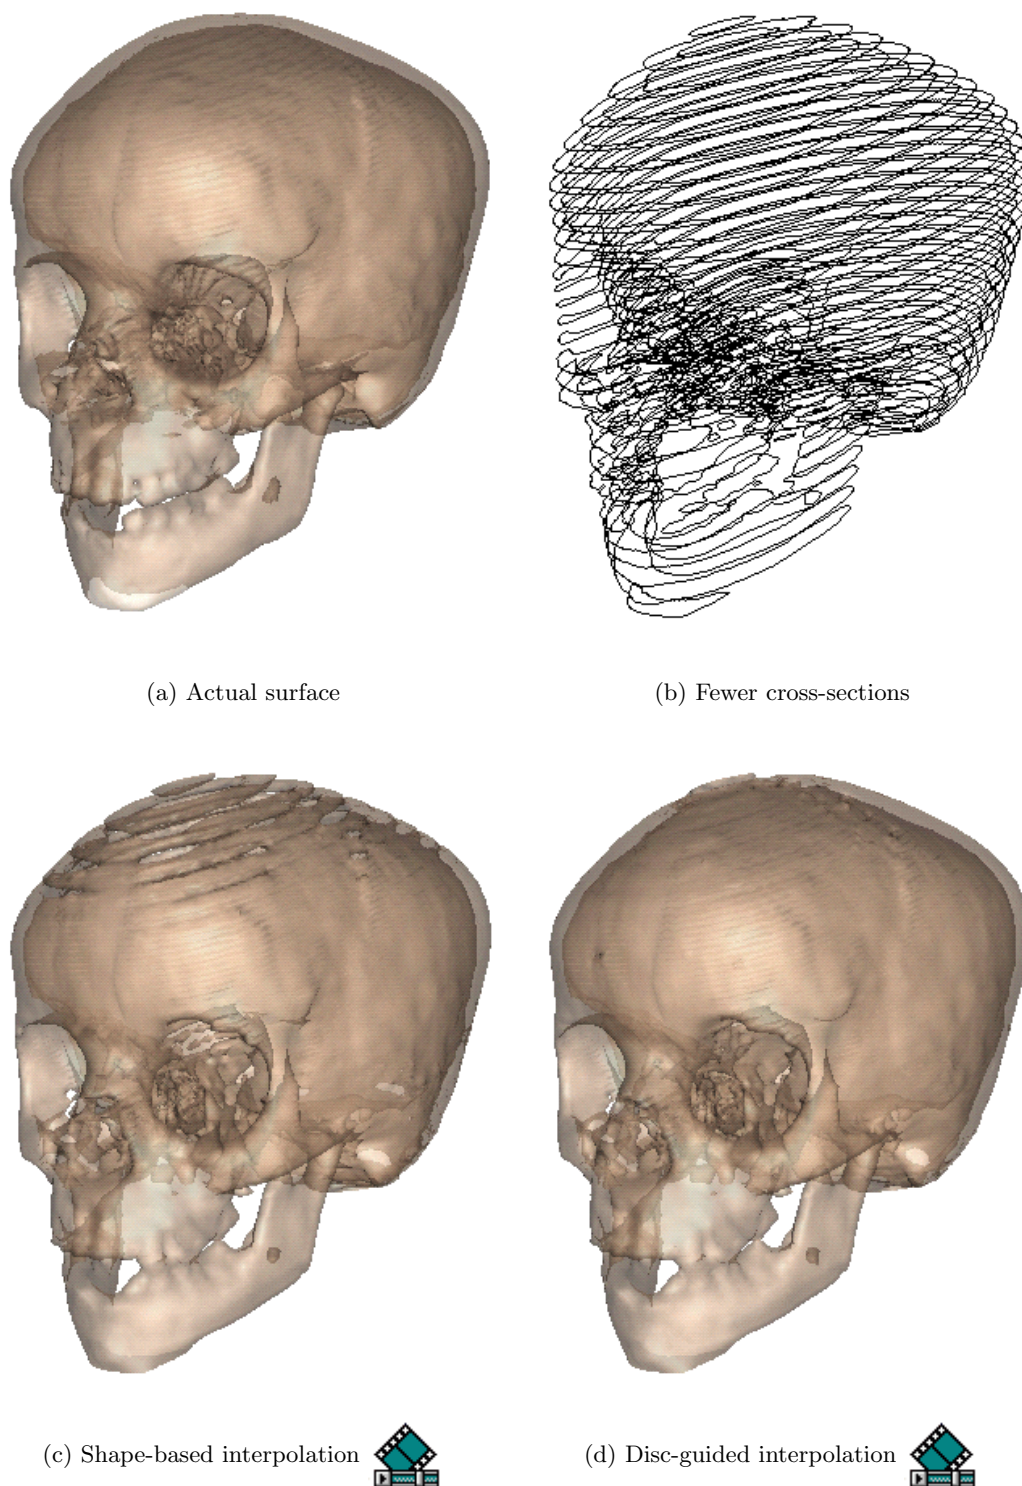 (a) Actual surface
(b) Fewer cross-sections
(c) Shape-based interpolation
(d) Disc-guided interpolation